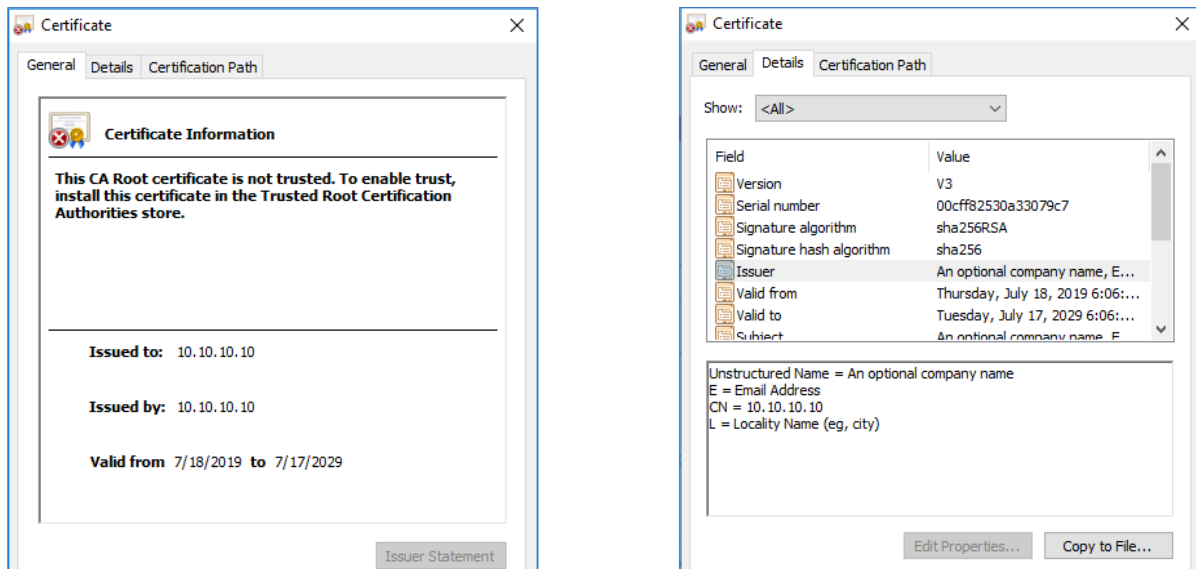 Certificate
General Details Certification Path
Certificate Information
This CA Root certificate is not trusted. To enable trust,
install this certificate in the Trusted Root Certification
Authorities store.
Issued to: 10.10.10.10
Issued by: 10.10.10.10
Valid from 7/18/2019 to 7/17/2029
Issuer Statement
Certificate
General Details Certification Path
Show: <All>
Field Value
Version V3
Serial number 00cff82530a33079c7
Signature algorithm sha256RSA
Signature hash algorithm sha256
Issuer An optional company name, E...
Valid from Thursday, July 18, 2019 6:06:...
Valid to Tuesday, July 17, 2029 6:06:...
Subject An optional company name, E
Unstructured Name = An optional company name
E = Email Address
CN = 10.10.10.10
L = Locality Name (eg, city)
Edit Properties... Copy to File...